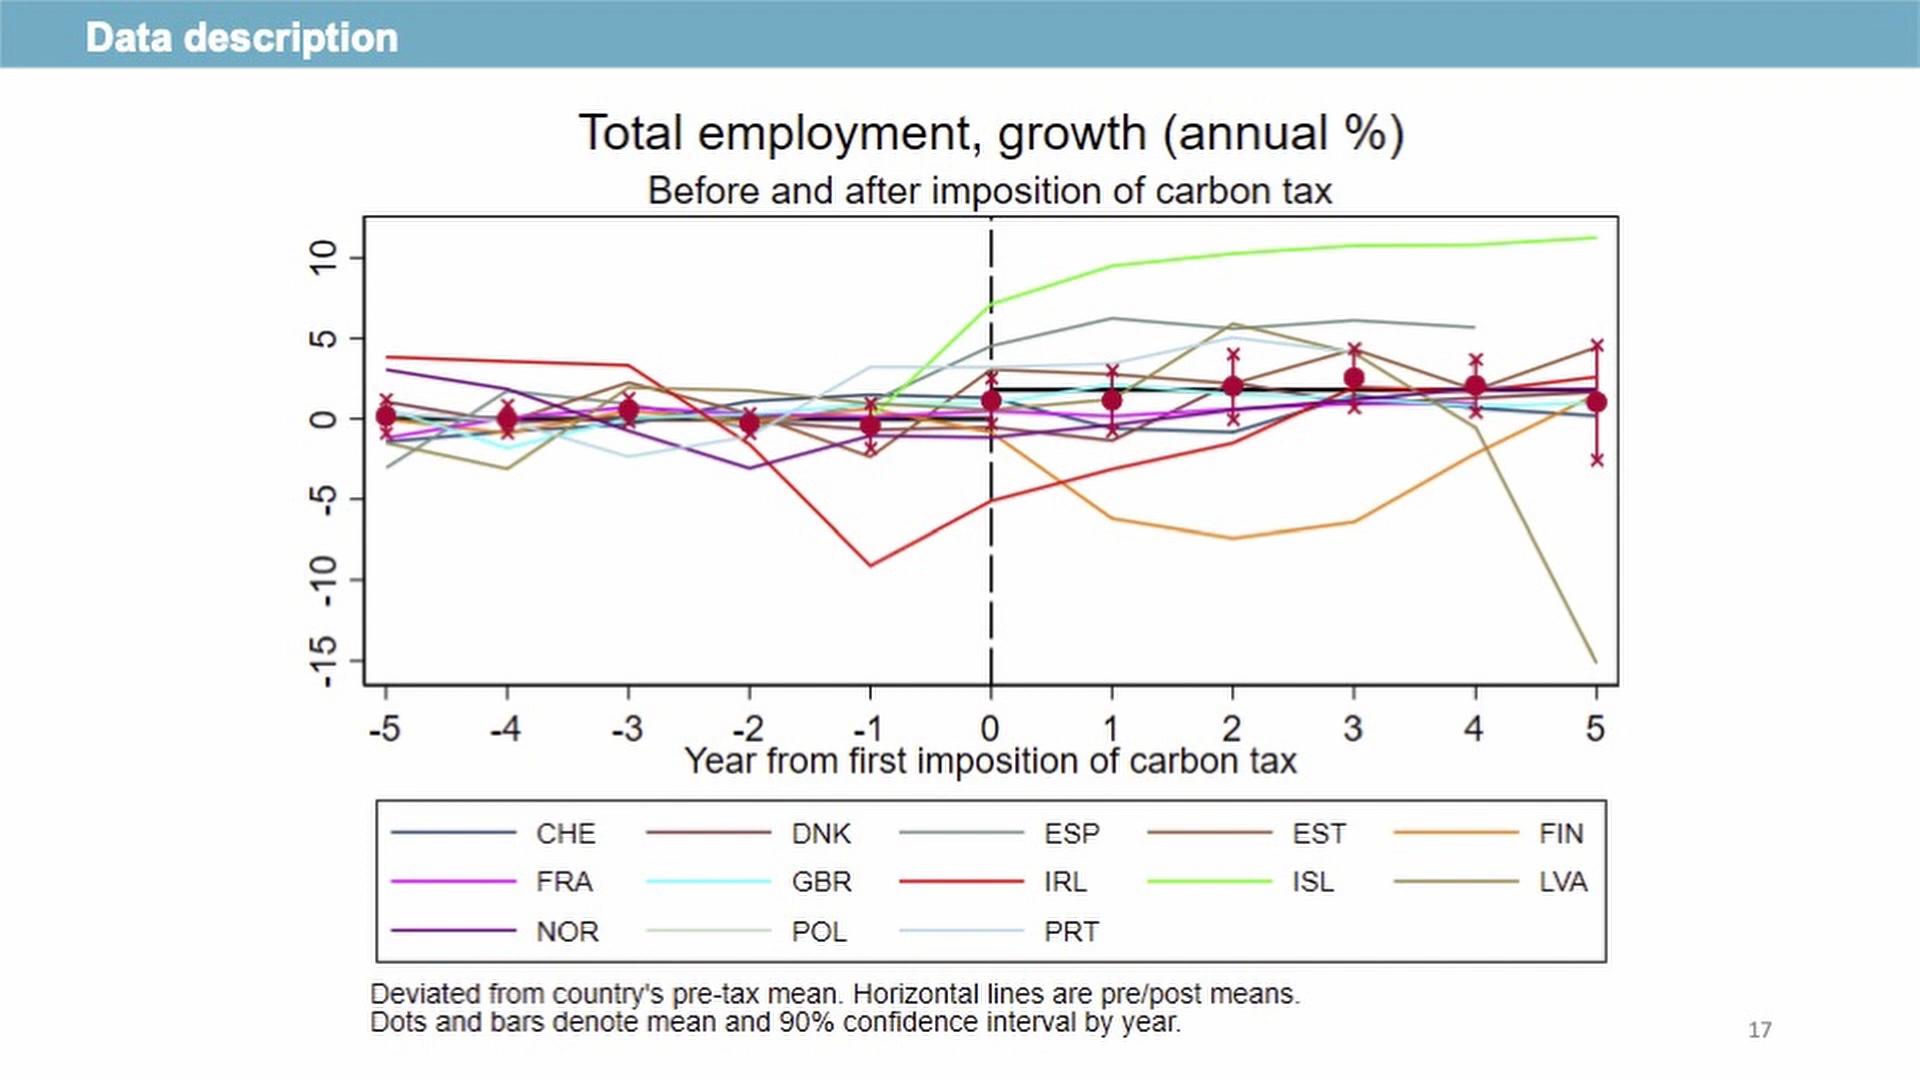 Data description
Total employment, growth (annual %)
Before and after imposition of carbon tax
10
5
0
-5
-10
-15
-5 -4 -3 -2 -1 0 1 2 3 4 5
Year from first imposition of carbon tax
CHE DNK ESP EST FIN
FRA GBR IRL ISL LVA
NOR POL PRT
Deviated from country's pre-tax mean. Horizontal lines are pre/post means.
Dots and bars denote mean and 90% confidence interval by year.
17